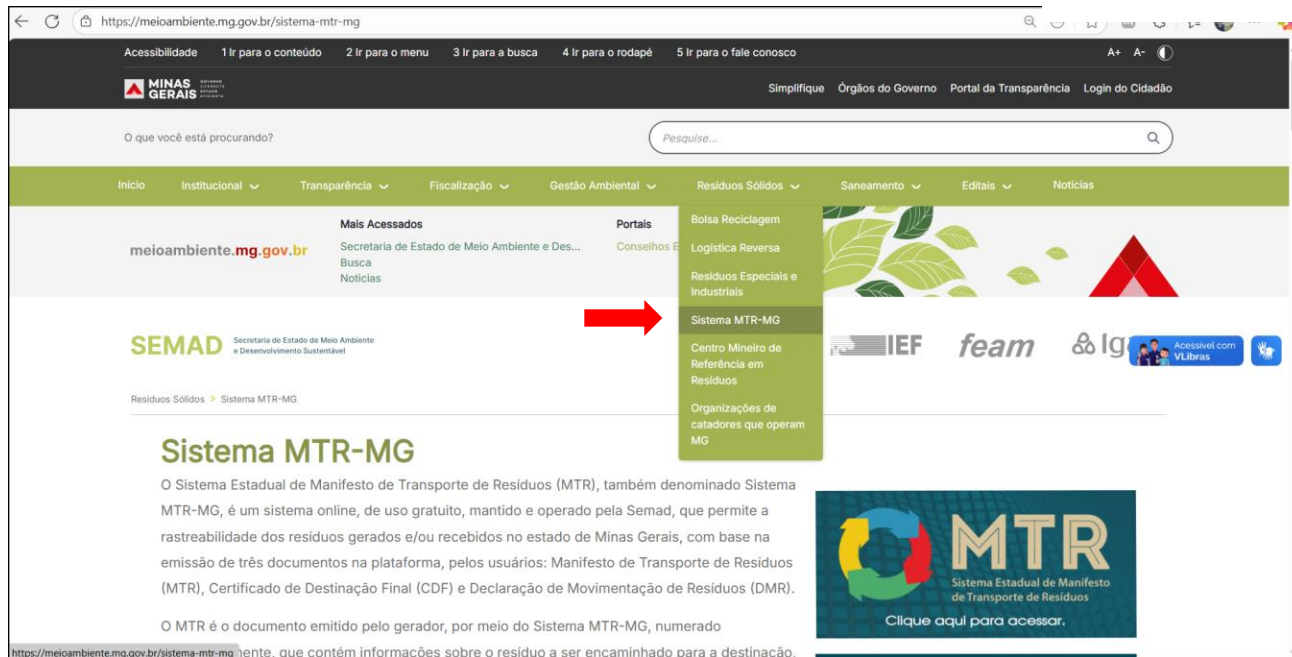 https://meioambiente.mg.gov.br/sistema-mtr-mg
Acessibilidade 1 Ir para o conteúdo 2 Ir para o menu 3 Ir para a busca 4 Ir para o rodapé 5 Ir para o fale conosco A+ A-
MINAS GERAIS
Simplifique Órgãos do Governo Portal da Transparência Login do Cidadão
O que você está procurando? Pesquise...
Início Institucional Transparência Fiscalização Gestão Ambiental Resíduos Sólidos Saneamento Editais Notícias
meioambiente.mg.gov.br
Mais Acessados
Secretaria de Estado de Meio Ambiente e Des...
Busca
Notícias
Portais
Conselhos E
Bolsa Reciclagem
Logística Reversa
Resíduos Especiais e
Industriais
Sistema MTR-MG
Centro Mineiro de
Referência em
Resíduos
Organizações de
catadores que operam
MG
SEMAD
Secretaria de Estado de Meio Ambiente
e Desenvolvimento Sustentável
IEF
feam
Acessível com
VLibras
Resíduos Sólidos > Sistema MTR-MG
Sistema MTR-MG
O Sistema Estadual de Manifesto de Transporte de Resíduos (MTR), também denominado Sistema
MTR-MG, é um sistema online, de uso gratuito, mantido e operado pela Semad, que permite a
rastreabilidade dos resíduos gerados e/ou recebidos no estado de Minas Gerais, com base na
emissão de três documentos na plataforma, pelos usuários: Manifesto de Transporte de Resíduos
(MTR), Certificado de Destinação Final (CDF) e Declaração de Movimentação de Resíduos (DMR).
O MTR é o documento emitido pelo gerador, por meio do Sistema MTR-MG, numerado
que contém informações sobre o resíduo a ser encaminhado para a destinação,
MTR
Sistema Estadual de Manifesto
de Transporte de Resíduos
Clique aqui para acessar.
https://meioambiente.mg.gov.br/sistema-mtr-mg